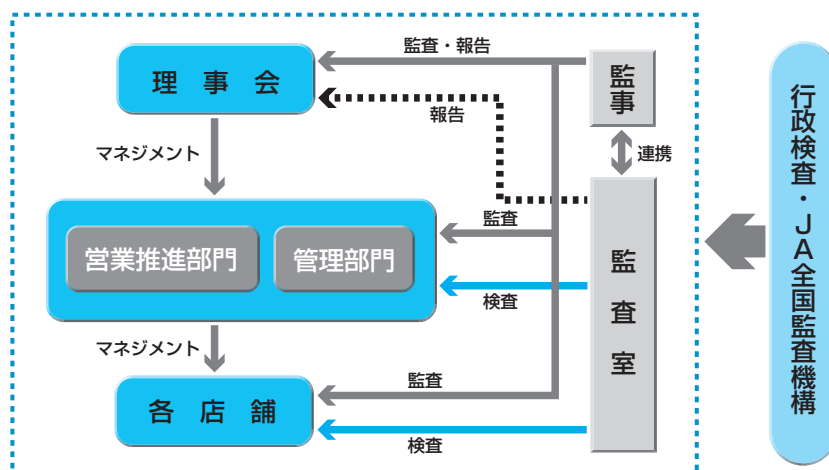 監査・報告
理事会
監事
報告
マネジメント
連携
監査
営業推進部門
管理部門
監査室
検査
マネジメント
監査
各店舗
検査
行政検査・JA全国監査機構